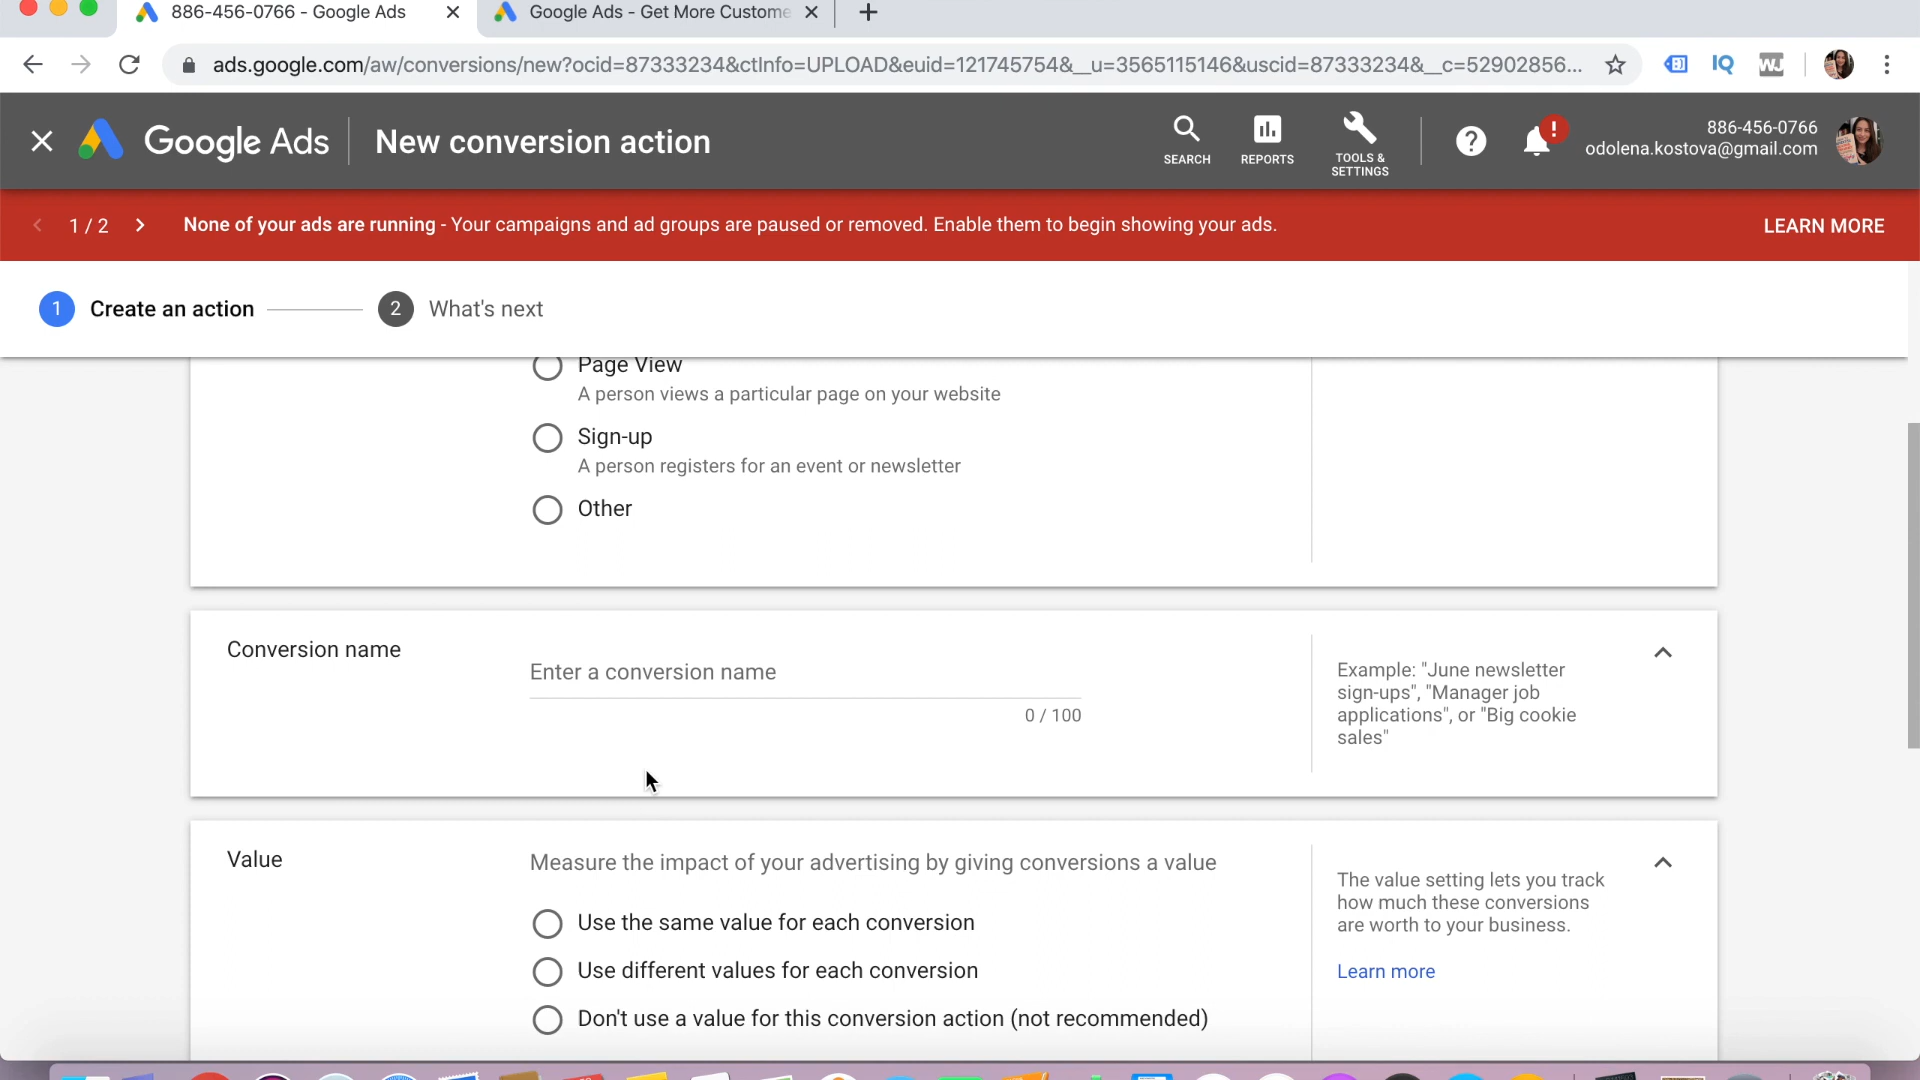 886-456-0766 - Google Ads
Google Ads - Get More Custome
ads.google.com/aw/conversions/new?ocid=87333234&ctInfo=UPLOAD&euid=121745754&__u=3565115146&uscid=87333234&__c=52902856...
IQ
Google Ads
New conversion action
SEARCH
REPORTS
TOOLS &
SETTINGS
886-456-0766
odolena.kostova@gmail.com
1 / 2
None of your ads are running - Your campaigns and ad groups are paused or removed. Enable them to begin showing your ads.
LEARN MORE
1 Create an action
2 What's next
Page View
A person views a particular page on your website
Sign-up
A person registers for an event or newsletter
Other
Conversion name
Enter a conversion name
0 / 100
Example: "June newsletter
sign-ups", "Manager job
applications", or "Big cookie
sales"
Value
Measure the impact of your advertising by giving conversions a value
Use the same value for each conversion
Use different values for each conversion
Don't use a value for this conversion action (not recommended)
The value setting lets you track
how much these conversions
are worth to your business.
Learn more